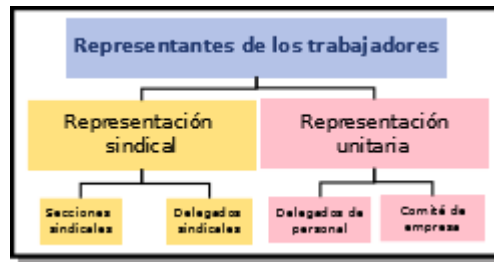 Representantes de los trabajadores
Representación
sindical
Representación
unitaria
Secciones
sindicales
Delegados
sindicales
Delegados de
personal
Comité de
empresa